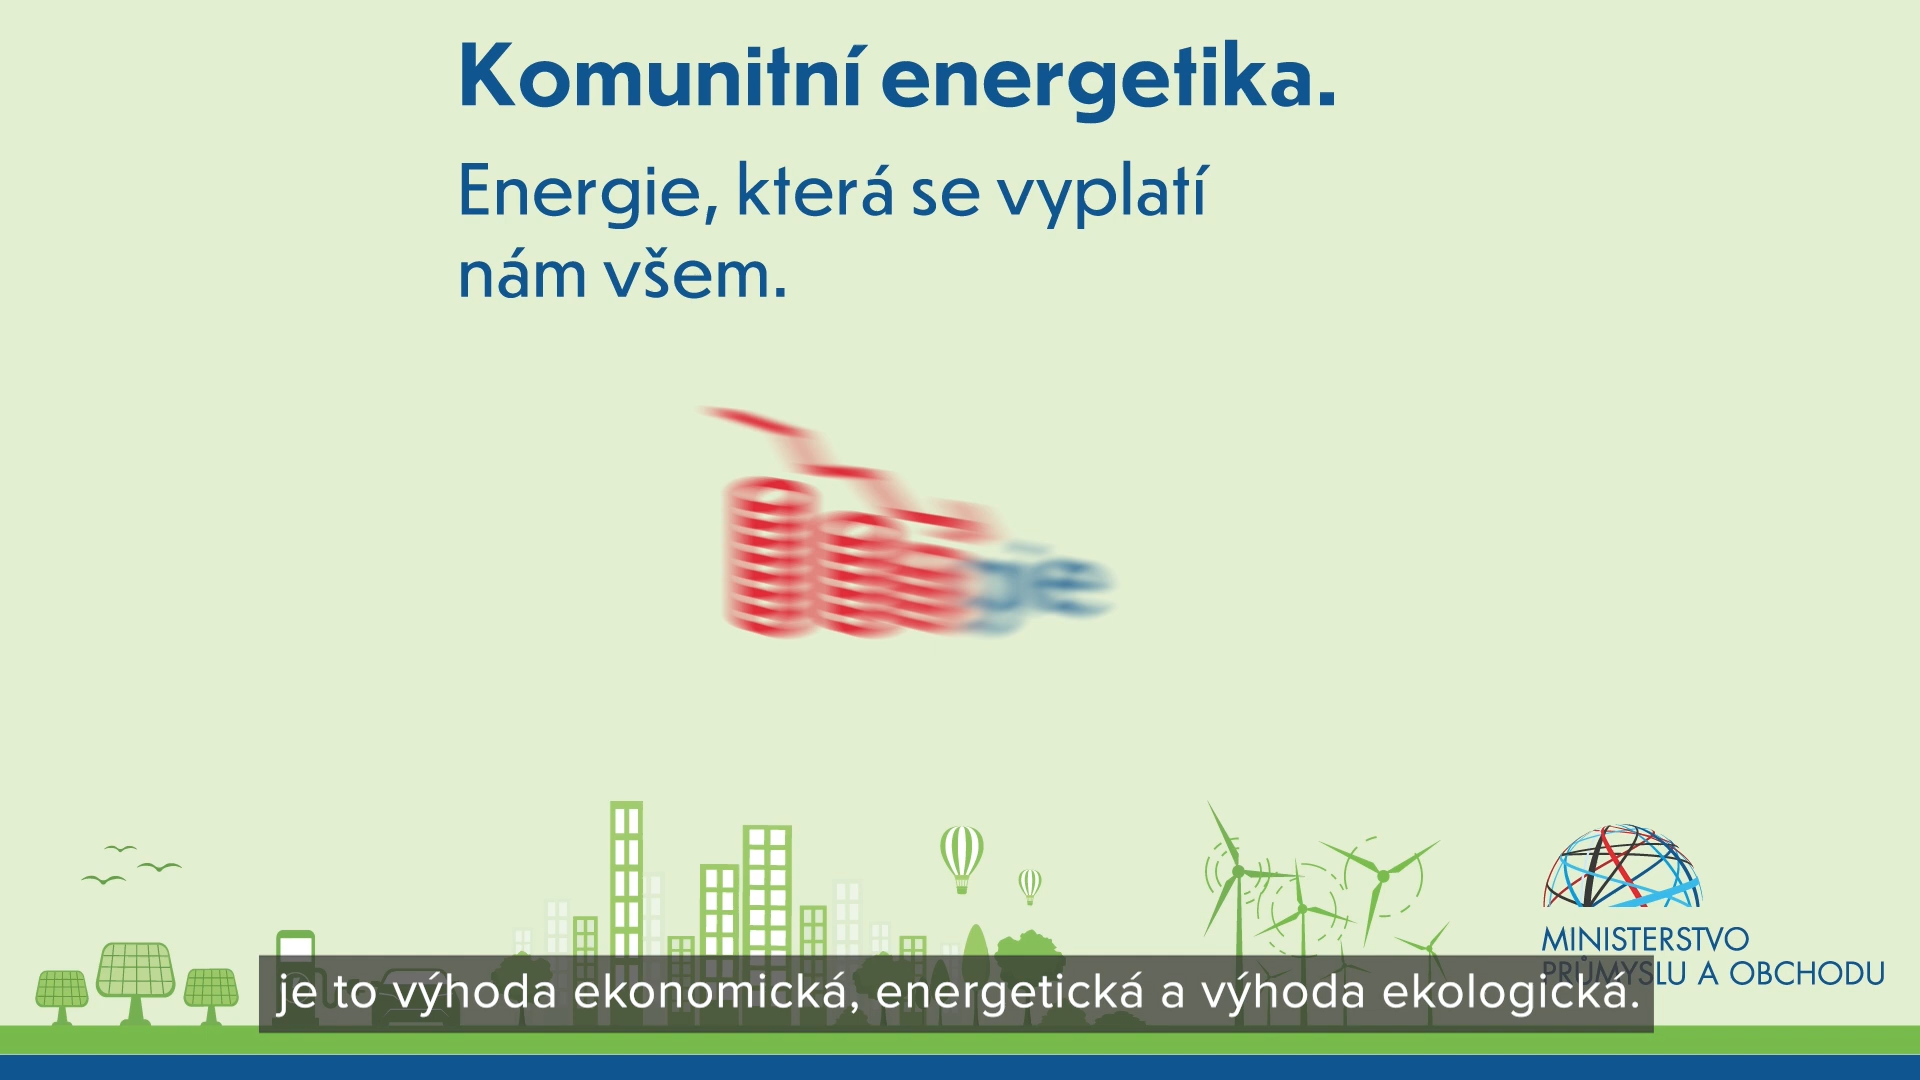 Komunitní energetika.
Energie, která se vyplatí
nám všem.
MINISTERSTVO
PRŮMYSLU A OBCHODU
je to výhoda ekonomická, energetická a výhoda ekologická.